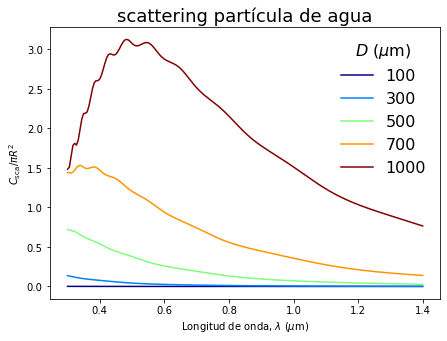 scattering partícula de agua
C_sca/πR²
3.0
2.5
2.0
1.5
1.0
0.5
0.0
D (μm)
100
300
500
700
1000
0.4 0.6 0.8 1.0 1.2 1.4
Longitud de onda, λ (μm)